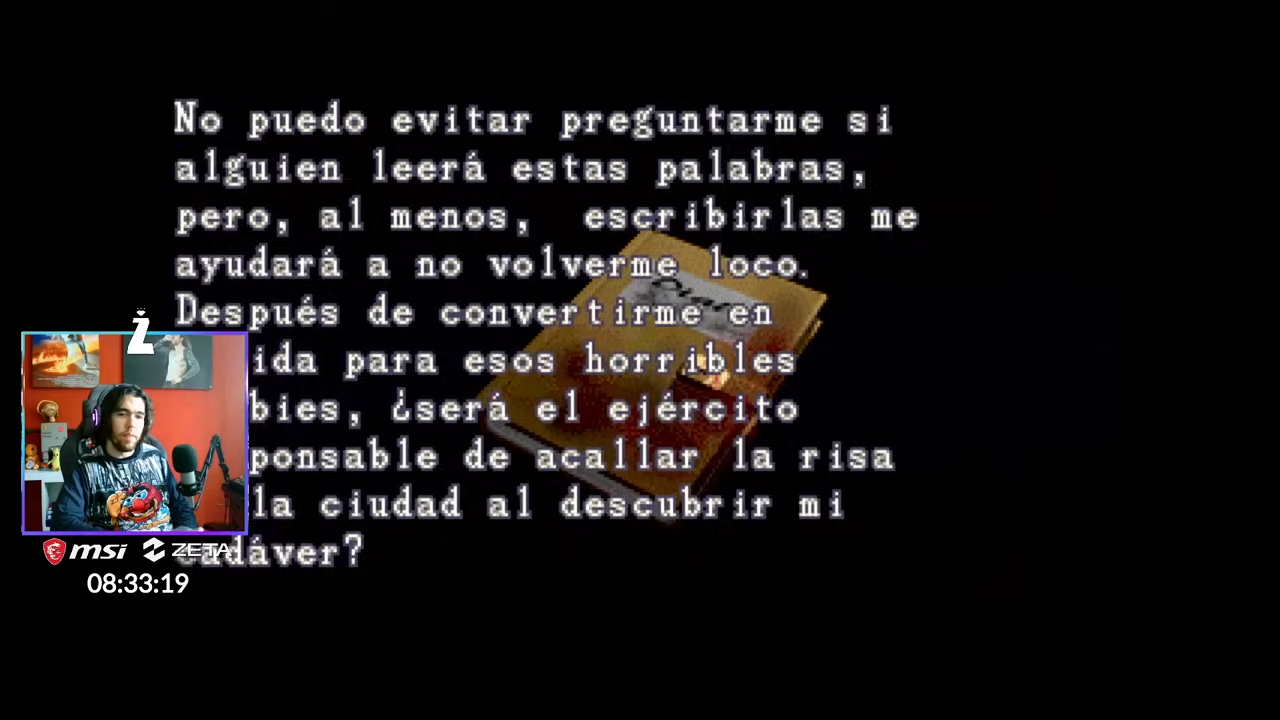 No puedo evitar preguntarme si
alguien leerá estas palabras,
pero, al menos, escribirlas me
ayudará a no volverme loco.
Después de convertirme en
ida para esos horribles
bies, ¿será el ejército
ponsable de acallar la risa
la ciudad al descubrir mi
cadáver?
Diary
Z
msi ZETA
08:33:19